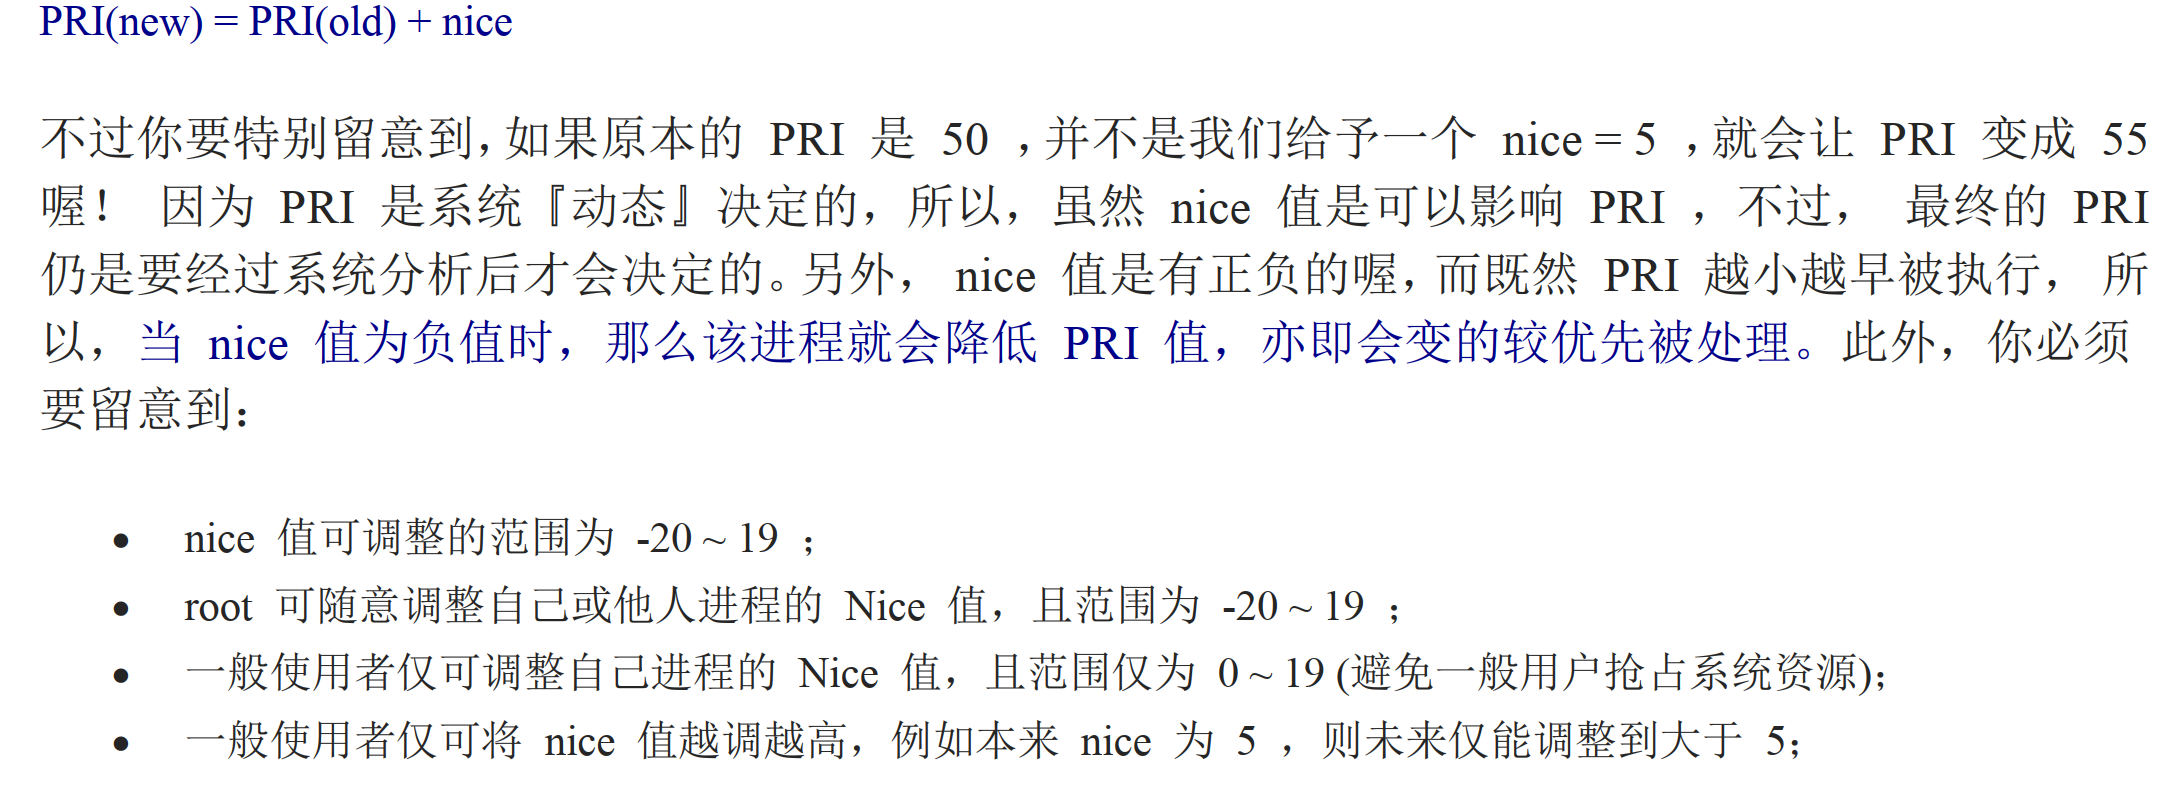 PRI(new) = PRI(old) + nice
不过你要特别留意到，如果原本的 PRI 是 50 ，并不是我们给予一个 nice = 5 ，就会让 PRI 变成 55
喔！ 因为 PRI 是系统『动态』决定的，所以，虽然 nice 值是可以影响 PRI ，不过， 最终的 PRI
仍是要经过系统分析后才会决定的。另外， nice 值是有正负的喔，而既然 PRI 越小越早被执行， 所
以，当 nice 值为负值时，那么该进程就会降低 PRI 值，亦即会变的较优先被处理。此外，你必须
要留意到：
• nice 值可调整的范围为 -20 ~ 19 ；
• root 可随意调整自己或他人进程的 Nice 值，且范围为 -20 ~ 19 ；
• 一般使用者仅可调整自己进程的 Nice 值，且范围仅为 0 ~ 19 (避免一般用户抢占系统资源)；
• 一般使用者仅可将 nice 值越调越高，例如本来 nice 为 5 ，则未来仅能调整到大于 5；